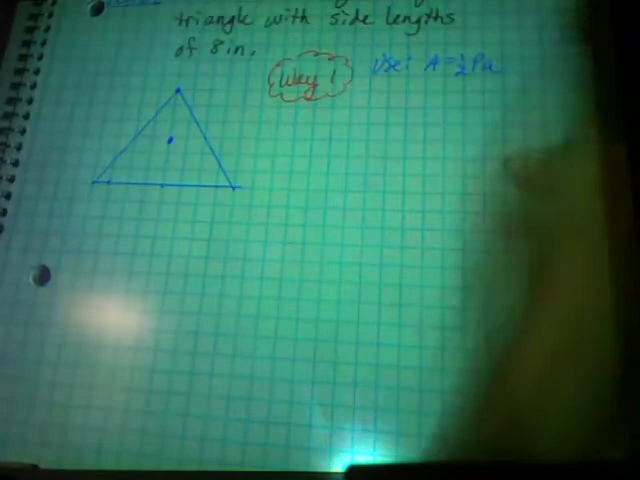 triangle with side lengths
of 8 in.
Way 1
use: A = ½Pa